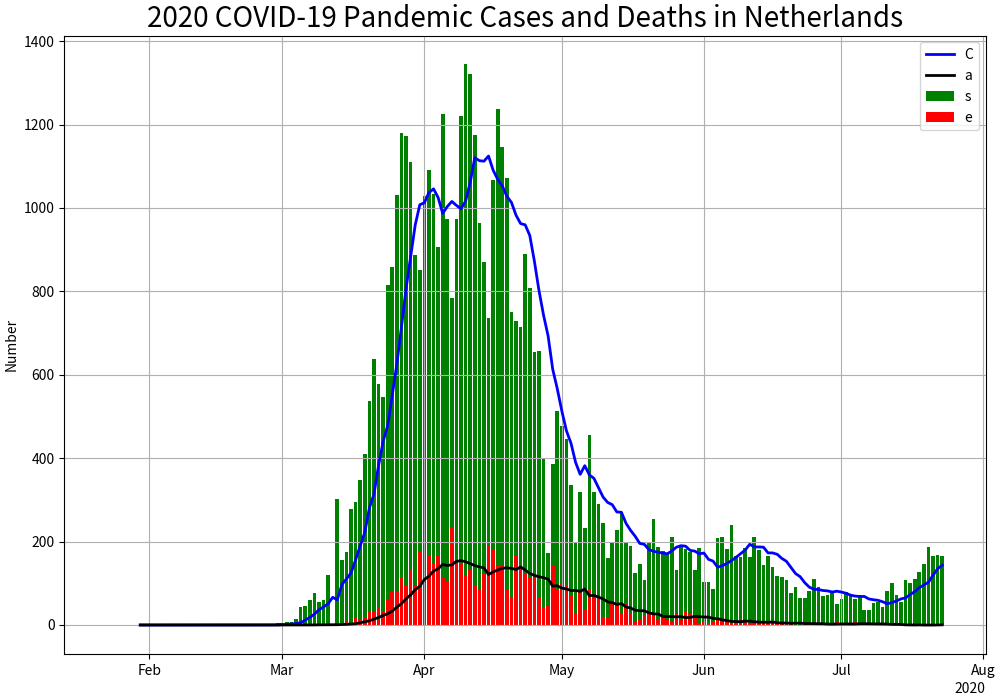 2020 COVID-19 Pandemic Cases and Deaths in Netherlands
1400
1200
1000
800
600
400
200
0
Number
C
a
s
e
Feb
Mar
Apr
May
Jun
Jul
Aug
2020